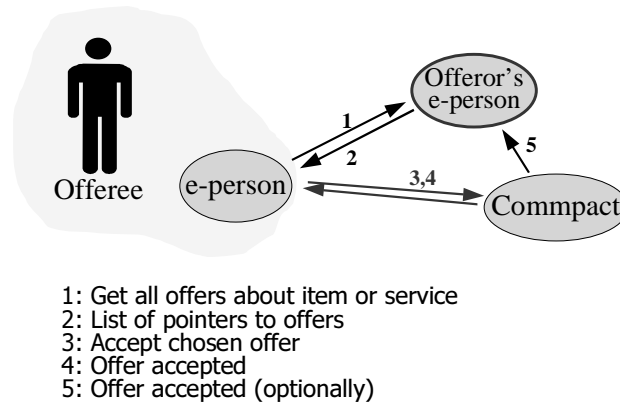 Offeror's
e-person
1
2
5
Offeree
e-person
3,4
Commpact
1: Get all offers about item or service
2: List of pointers to offers
3: Accept chosen offer
4: Offer accepted
5: Offer accepted (optionally)